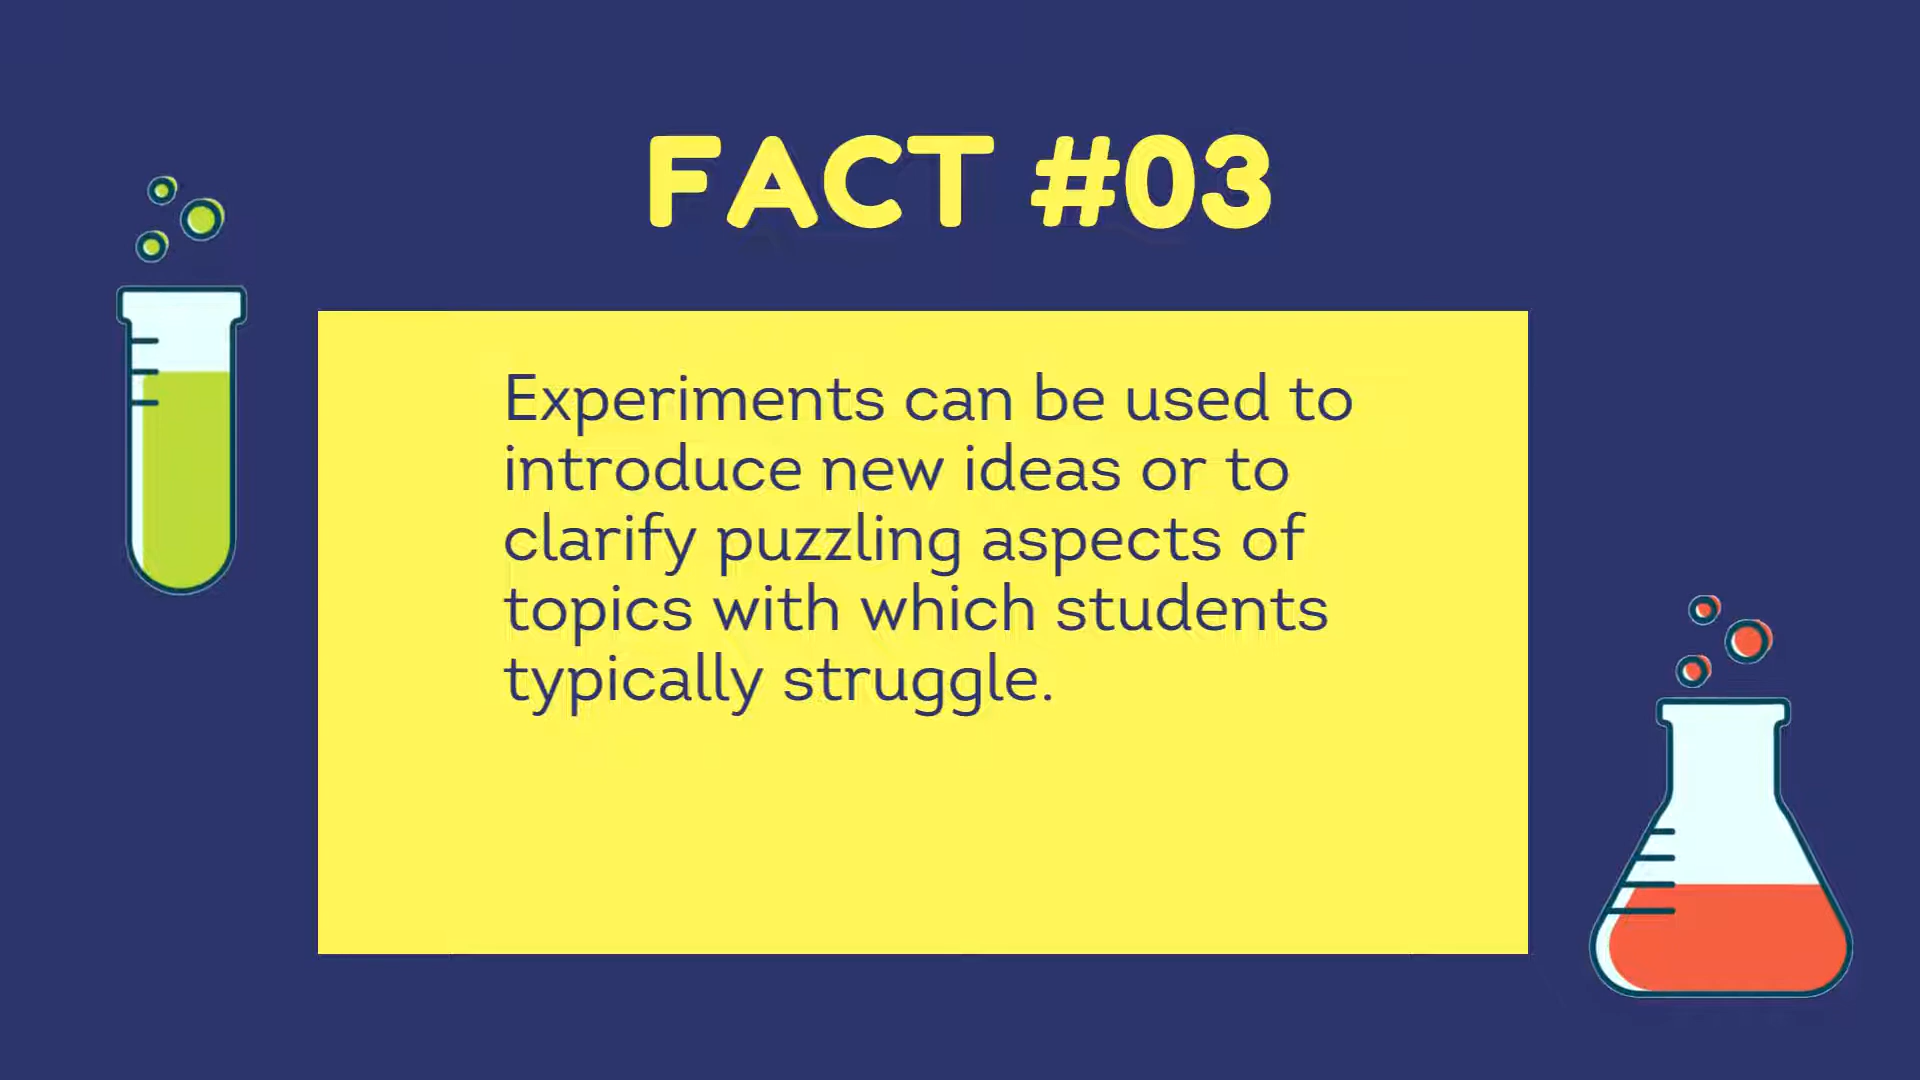 FACT #03
Experiments can be used to
introduce new ideas or to
clarify puzzling aspects of
topics with which students
typically struggle.